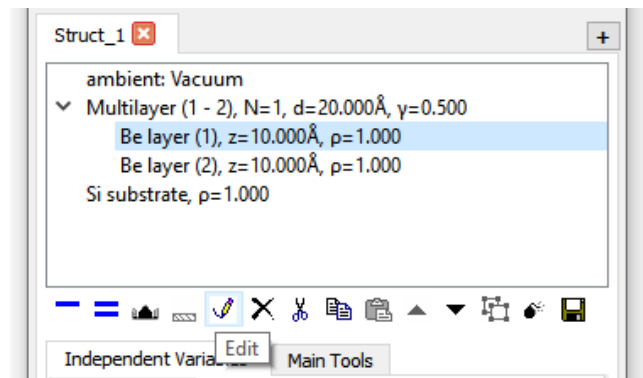 Struct_1
+
ambient: Vacuum
Multilayer (1 - 2), N=1, d=20.000Å, γ=0.500
Be layer (1), z=10.000Å, ρ=1.000
Be layer (2), z=10.000Å, ρ=1.000
Si substrate, ρ=1.000
Edit
Independent Varia Main Tools